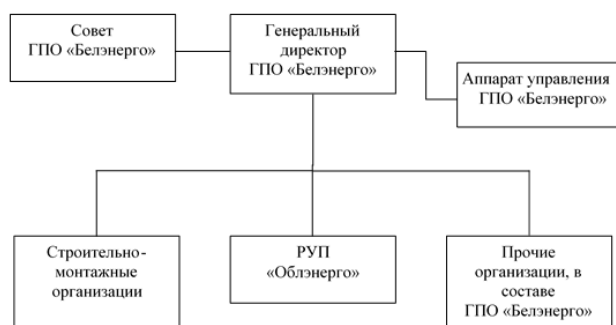 Совет
ГПО «Белэнерго»
Генеральный
директор
ГПО «Белэнерго»
Аппарат управления
ГПО «Белэнерго»
Строительно-
монтажные
организации
РУП
«Облэнерго»
Прочие
организации, в
составе
ГПО «Белэнерго»